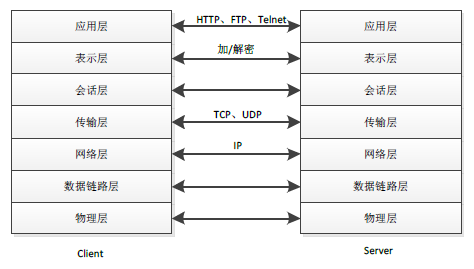 应用层 HTTP、FTP、Telnet 应用层
表示层 加/解密 表示层
会话层 会话层
传输层 TCP、UDP 传输层
网络层 IP 网络层
数据链路层 数据链路层
物理层 物理层
Client Server